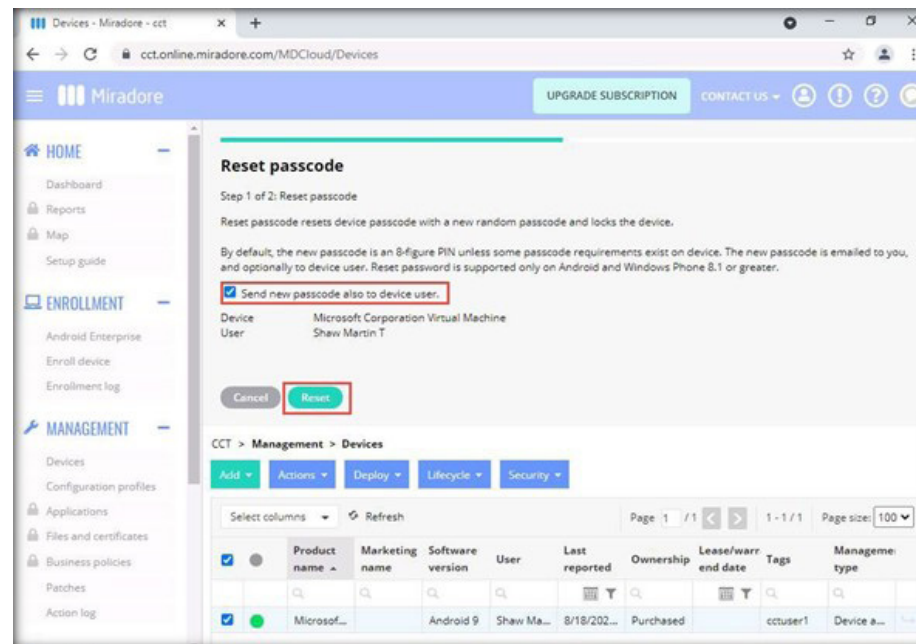 Devices - Miradore - cct
cct.online.miradore.com/MDCloud/Devices
Miradore
UPGRADE SUBSCRIPTION
CONTACT US
HOME
Dashboard
Reports
Map
Setup guide
ENROLLMENT
Android Enterprise
Enroll device
Enrollment log
MANAGEMENT
Devices
Configuration profiles
Applications
Files and certificates
Business policies
Patches
Action log
Reset passcode
Step 1 of 2: Reset passcode
Reset passcode resets device passcode with a new random passcode and locks the device.
By default, the new passcode is an 8-figure PIN unless some passcode requirements exist on device. The new passcode is emailed to you,
and optionally to device user. Reset password is supported only on Android and Windows Phone 8.1 or greater.
Send new passcode also to device user.
Device Microsoft Corporation Virtual Machine
User Shaw Martin T
Cancel Reset
CCT > Management > Devices
Add Actions Deploy Lifecycle Security
Select columns Refresh Page 1 / 1 1 - 1 / 1 Page size: 100
Product name Marketing name Software version User Last reported Ownership Lease/warr end date Tags Manageme type
Microsof... Android 9 Shaw Ma... 8/18/202... Purchased cctuser1 Device a...